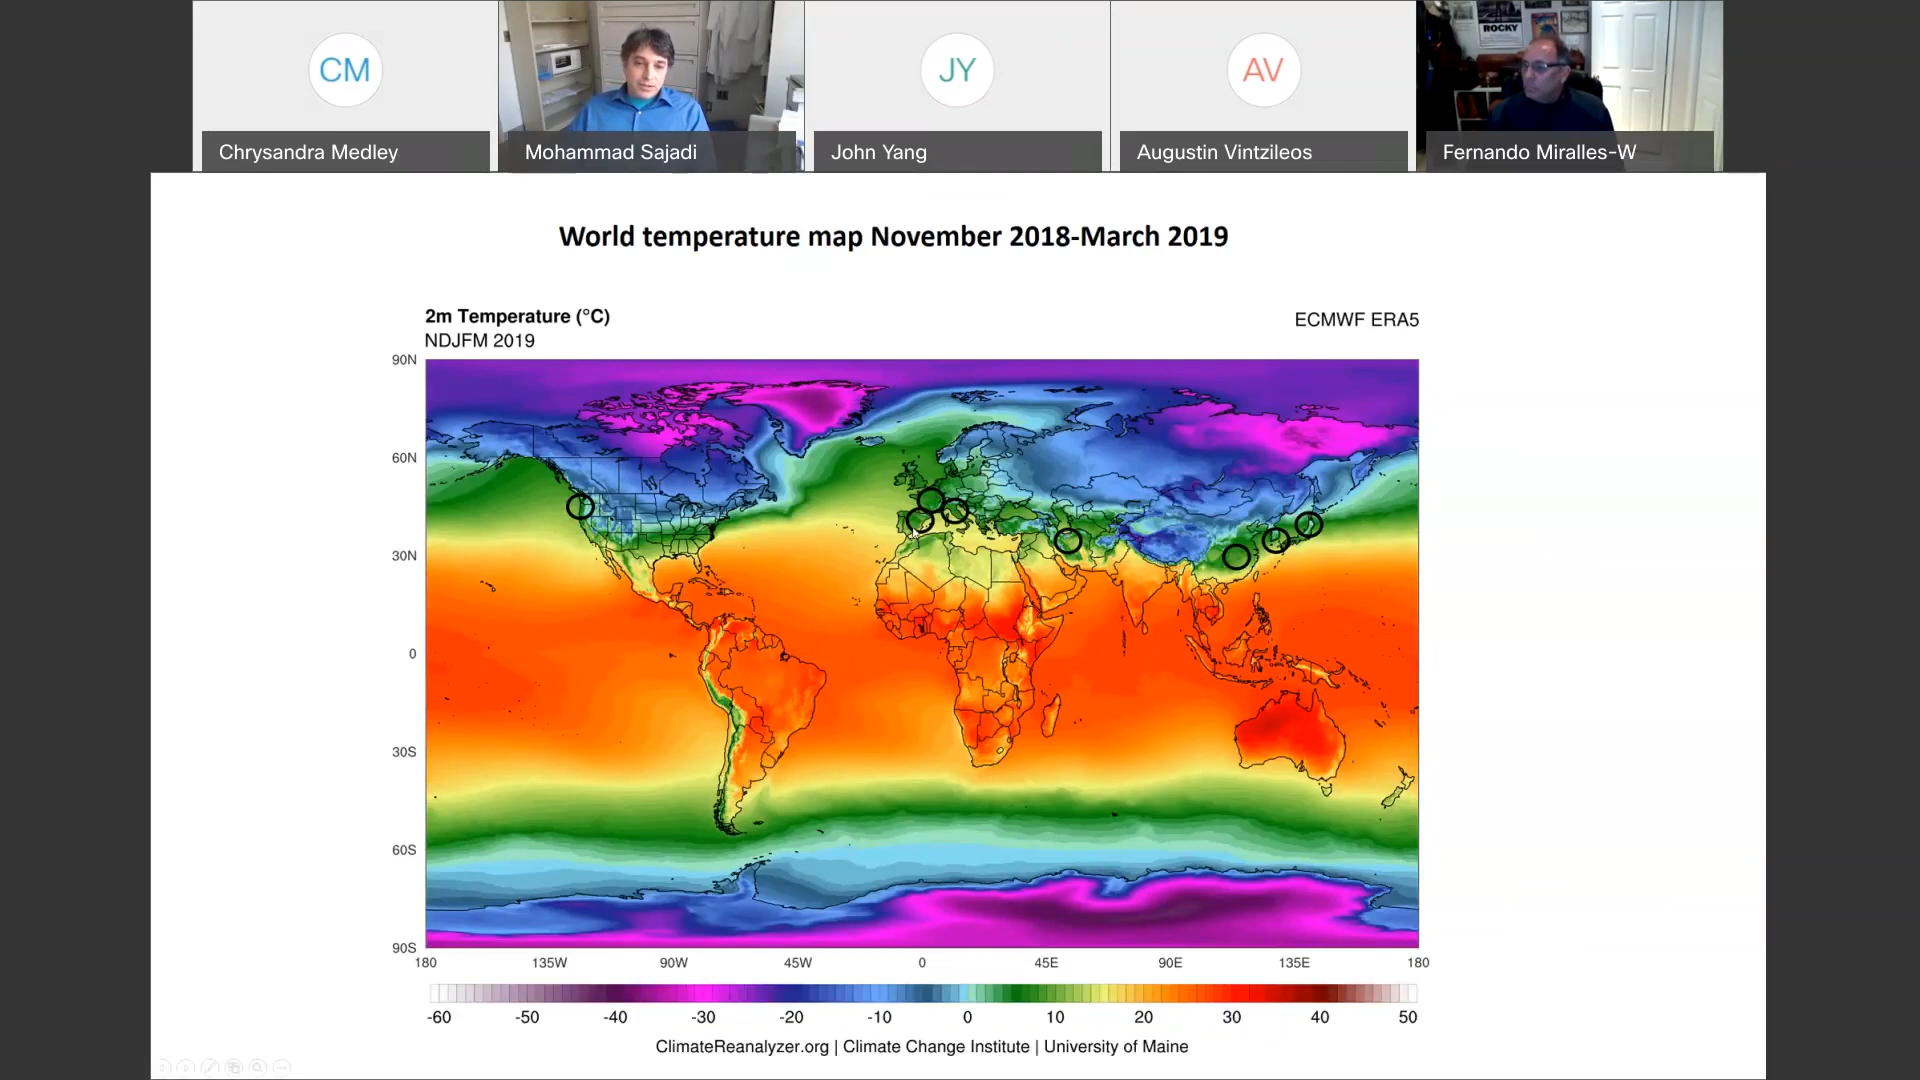 CM
JY
AV
ROCKY
Chrysandra Medley
Mohammad Sajadi
John Yang
Augustin Vintzileos
Fernando Miralles-W
World temperature map November 2018-March 2019
2m Temperature (°C)
ECMWF ERA5
NDJFM 2019
90N
60N
30N
0
30S
60S
90S
180 135W 90W 45W 0 45E 90E 135E 180
-60 -50 -40 -30 -20 -10 0 10 20 30 40 50
ClimateReanalyzer.org | Climate Change Institute | University of Maine